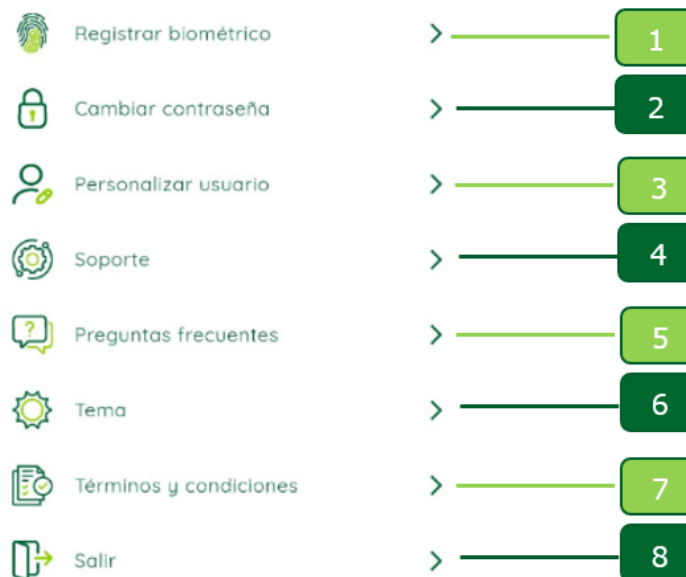 Registrar biométrico > 1
Cambiar contraseña > 2
Personalizar usuario > 3
Soporte > 4
Preguntas frecuentes > 5
Tema > 6
Términos y condiciones > 7
Salir > 8